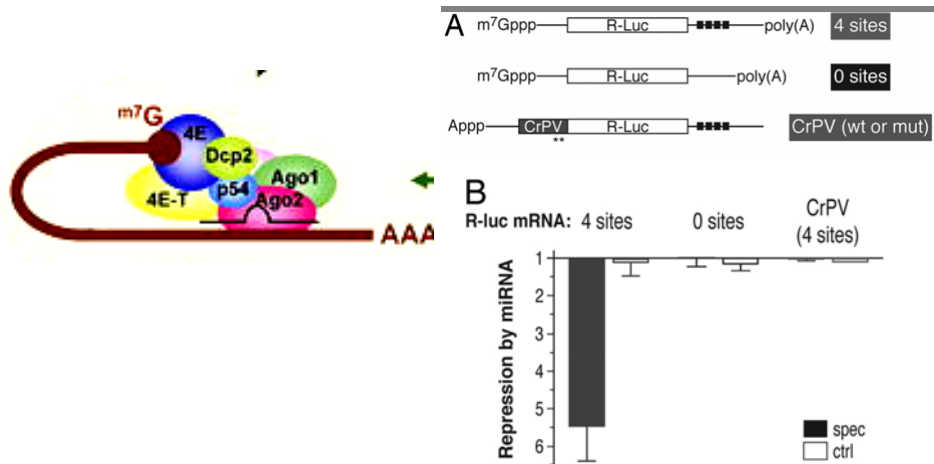 m7G
4E
Dcp2
Ago1
p54
4E-T
Ago2
AAA
A
m7Gppp R-Luc poly(A) 4 sites
m7Gppp R-Luc poly(A) 0 sites
Appp CrPV R-Luc CrPV (wt or mut)
**
B
R-luc mRNA: 4 sites 0 sites CrPV
(4 sites)
Repression by miRNA
1
2
3
4
5
6
spec
ctrl